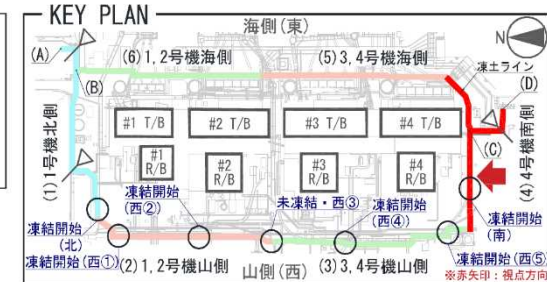 KEY PLAN
海側(東)
N
(A)
(B)
(6)1,2号機海側
(5)3,4号機海側
凍土ライン
(D)
(C)
(1)1号機北側
(4)4号機南側
#1 T/B
#2 T/B
#3 T/B
#4 T/B
#1
R/B
#2
R/B
#3
R/B
#4
R/B
凍結開始
(西②)
未凍結・西③
凍結開始
(西④)
凍結開始
(南)
凍結開始
(北)
凍結開始(西①)
(2)1,2号機山側
山側(西)
(3)3,4号機山側
凍結開始(西⑤)
※赤矢印:視点方向